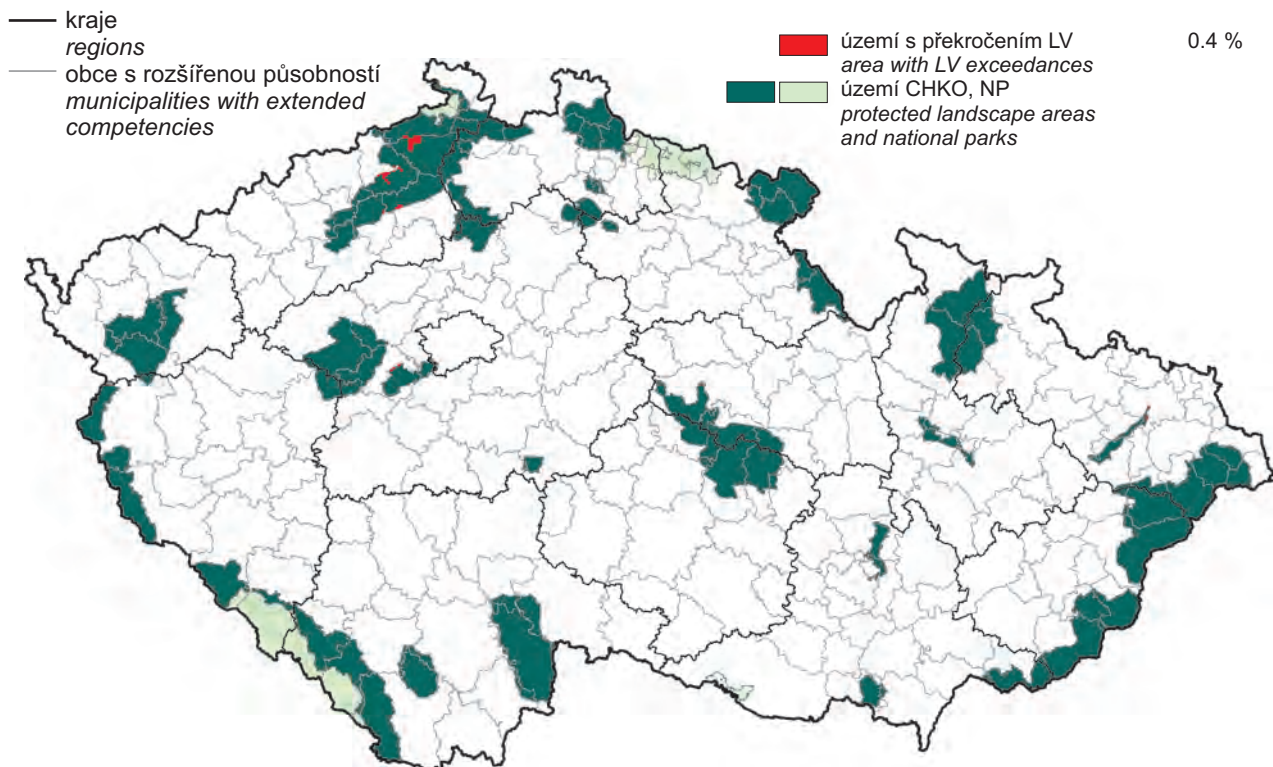 kraje
regions
obce s rozšířenou působností
municipalities with extended
competencies
území s překročením LV 0.4 %
area with LV exceedances
území CHKO, NP
protected landscape areas
and national parks